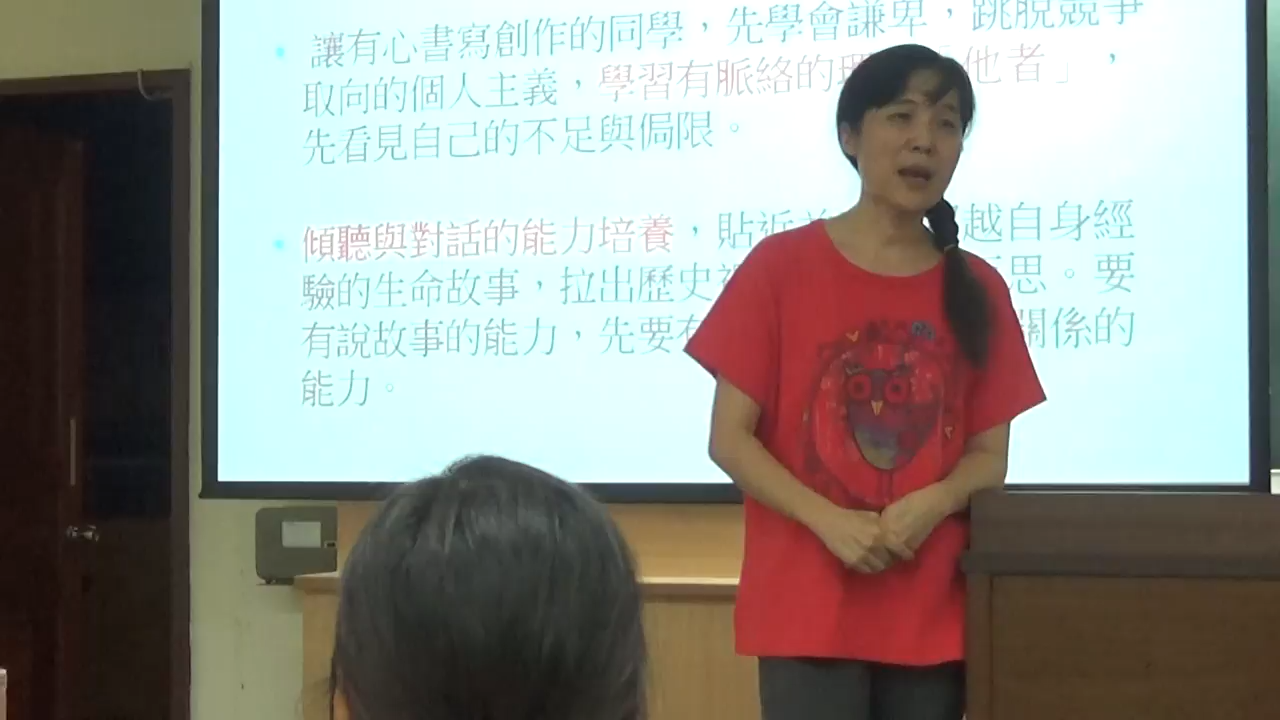 讓有心書寫創作的同學，先學會謙卑，跳脫競爭
取向的個人主義，學習有脈絡的理 他者」，
先看見自己的不足與侷限。
傾聽與對話的能力培養，貼近 越自身經
驗的生命故事，拉出歷史 思。要
有說故事的能力，先要有 關係的
能力。